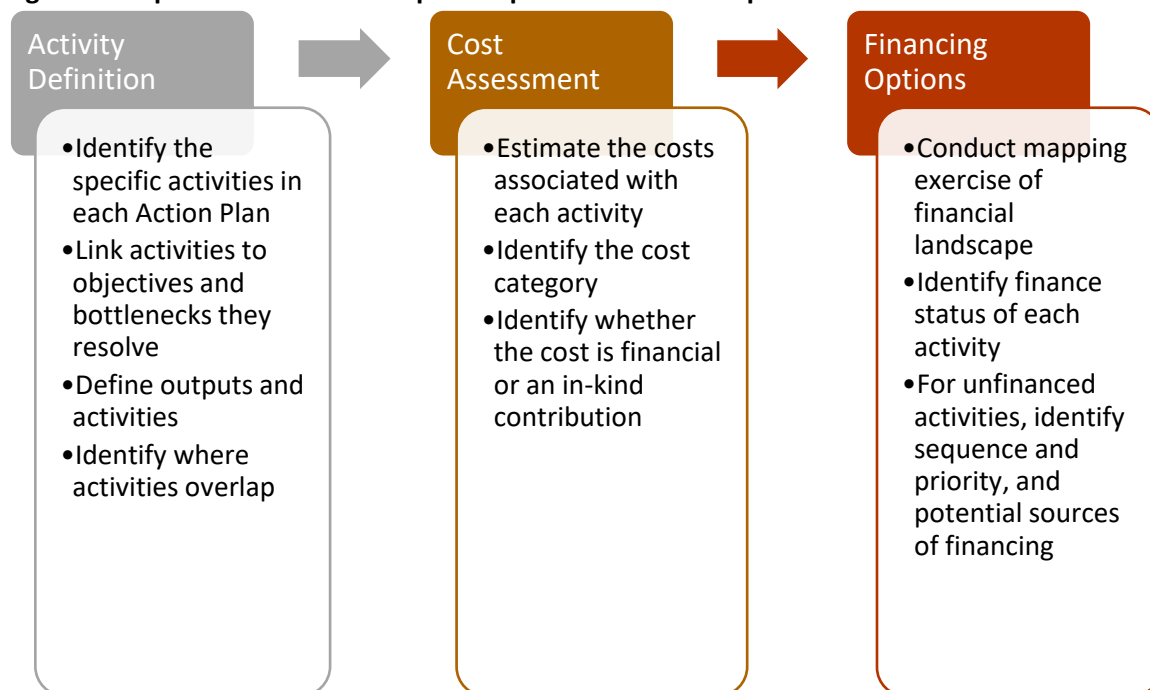 Activity
Definition
•Identify the
specific activities in
each Action Plan
•Link activities to
objectives and
bottlenecks they
resolve
•Define outputs and
activities
•Identify where
activities overlap
Cost
Assessment
•Estimate the costs
associated with
each activity
•Identify the cost
category
•Identify whether
the cost is financial
or an in-kind
contribution
Financing
Options
•Conduct mapping
exercise of
financial
landscape
•Identify finance
status of each
activity
•For unfinanced
activities, identify
sequence and
priority, and
potential sources
of financing